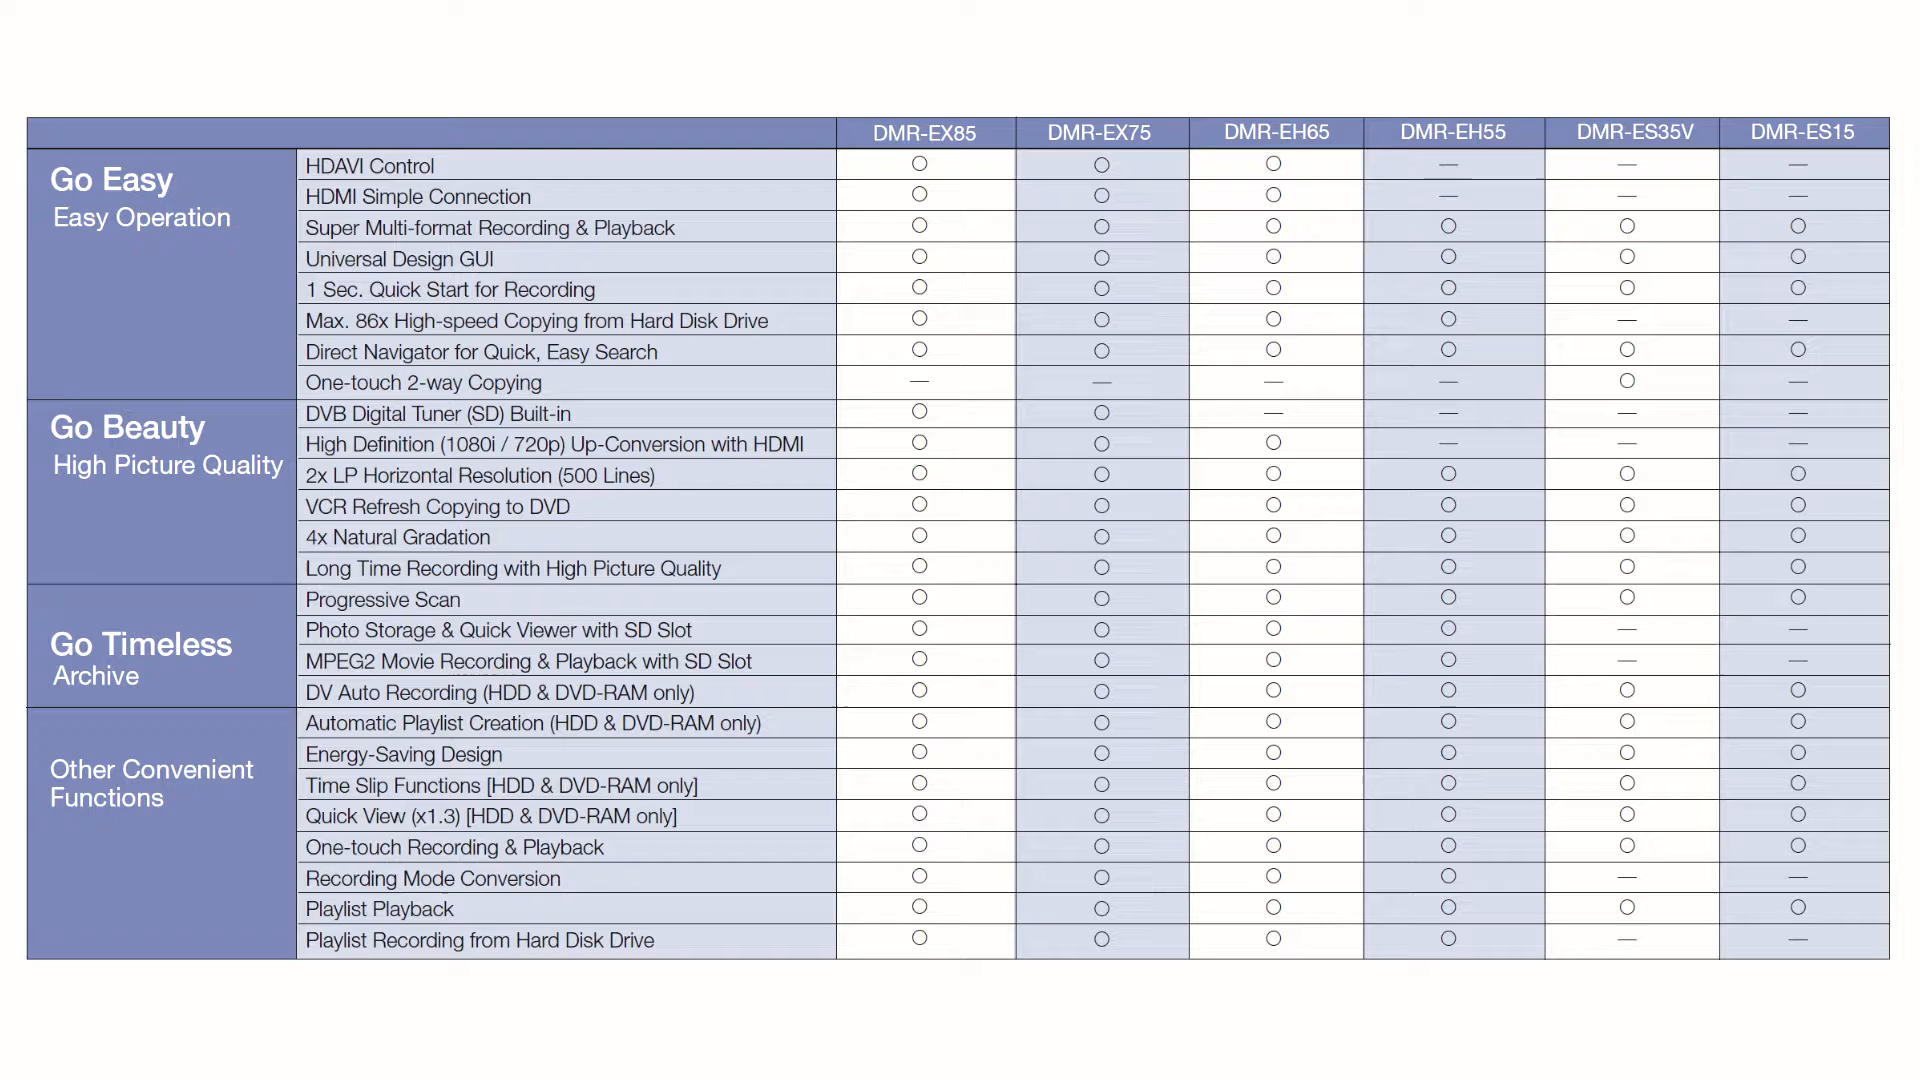 DMR-EX85 DMR-EX75 DMR-EH65 DMR-EH55 DMR-ES35V DMR-ES15
Go Easy
Easy Operation
HDAVI Control ○ ○ ○ — — —
HDMI Simple Connection ○ ○ ○ — — —
Super Multi-format Recording & Playback ○ ○ ○ ○ ○ ○
Universal Design GUI ○ ○ ○ ○ ○ ○
1 Sec. Quick Start for Recording ○ ○ ○ ○ ○ ○
Max. 86x High-speed Copying from Hard Disk Drive ○ ○ ○ ○ — —
Direct Navigator for Quick, Easy Search ○ ○ ○ ○ ○ ○
One-touch 2-way Copying — — — — ○ —
Go Beauty
High Picture Quality
DVB Digital Tuner (SD) Built-in ○ ○ — — — —
High Definition (1080i / 720p) Up-Conversion with HDMI ○ ○ ○ — — —
2x LP Horizontal Resolution (500 Lines) ○ ○ ○ ○ ○ ○
VCR Refresh Copying to DVD ○ ○ ○ ○ ○ ○
4x Natural Gradation ○ ○ ○ ○ ○ ○
Long Time Recording with High Picture Quality ○ ○ ○ ○ ○ ○
Go Timeless
Archive
Progressive Scan ○ ○ ○ ○ ○ ○
Photo Storage & Quick Viewer with SD Slot ○ ○ ○ ○ — —
MPEG2 Movie Recording & Playback with SD Slot ○ ○ ○ ○ — —
DV Auto Recording (HDD & DVD-RAM only) ○ ○ ○ ○ ○ ○
Other Convenient
Functions
Automatic Playlist Creation (HDD & DVD-RAM only) ○ ○ ○ ○ ○ ○
Energy-Saving Design ○ ○ ○ ○ ○ ○
Time Slip Functions [HDD & DVD-RAM only] ○ ○ ○ ○ ○ ○
Quick View (x1.3) [HDD & DVD-RAM only] ○ ○ ○ ○ ○ ○
One-touch Recording & Playback ○ ○ ○ ○ ○ ○
Recording Mode Conversion ○ ○ ○ ○ — —
Playlist Playback ○ ○ ○ ○ ○ ○
Playlist Recording from Hard Disk Drive ○ ○ ○ ○ — —